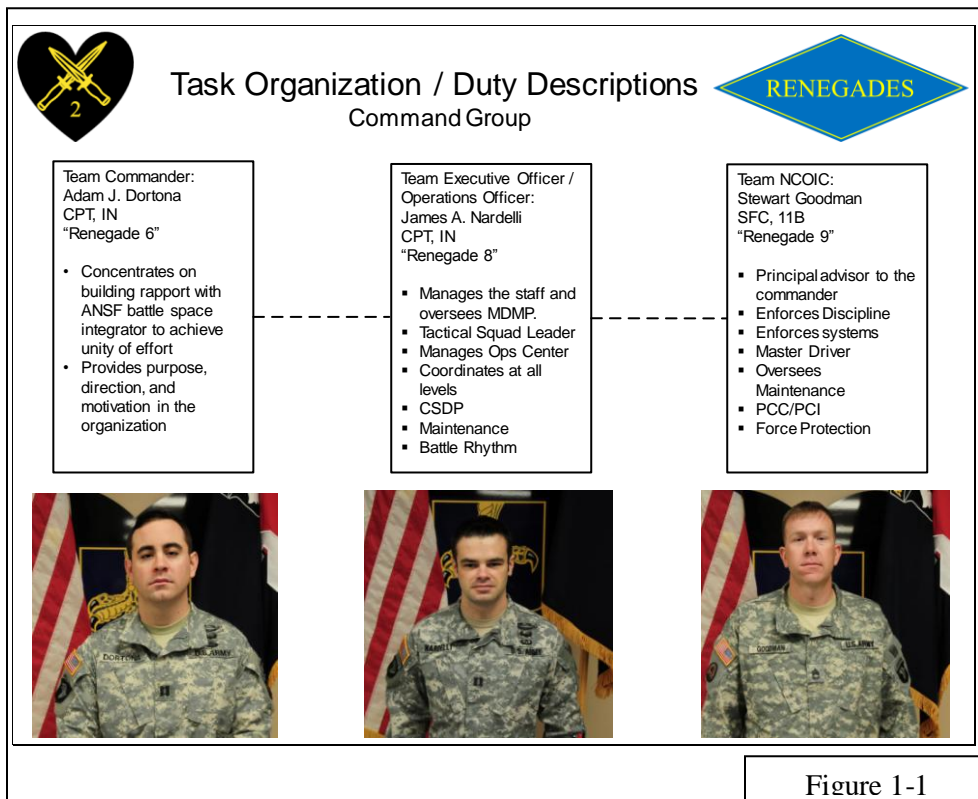 2
Task Organization / Duty Descriptions
Command Group
RENEGADES
Team Commander:
Adam J. Dortona
CPT, IN
“Renegade 6”
• Concentrates on
building rapport with
ANSF battle space
integrator to achieve
unity of effort
• Provides purpose,
direction, and
motivation in the
organization
Team Executive Officer /
Operations Officer:
James A. Nardelli
CPT, IN
“Renegade 8”
▪ Manages the staff and
oversees MDMP.
▪ Tactical Squad Leader
▪ Manages Ops Center
▪ Coordinates at all
levels
▪ CSDP
▪ Maintenance
▪ Battle Rhythm
Team NCOIC:
Stewart Goodman
SFC, 11B
“Renegade 9”
▪ Principal advisor to the
commander
▪ Enforces Discipline
▪ Enforces systems
▪ Master Driver
▪ Oversees
Maintenance
▪ PCC/PCI
▪ Force Protection
DORTONA U.S. ARMY
NARDELLI U.S. ARMY
GOODMAN U.S. ARMY
Figure 1-1